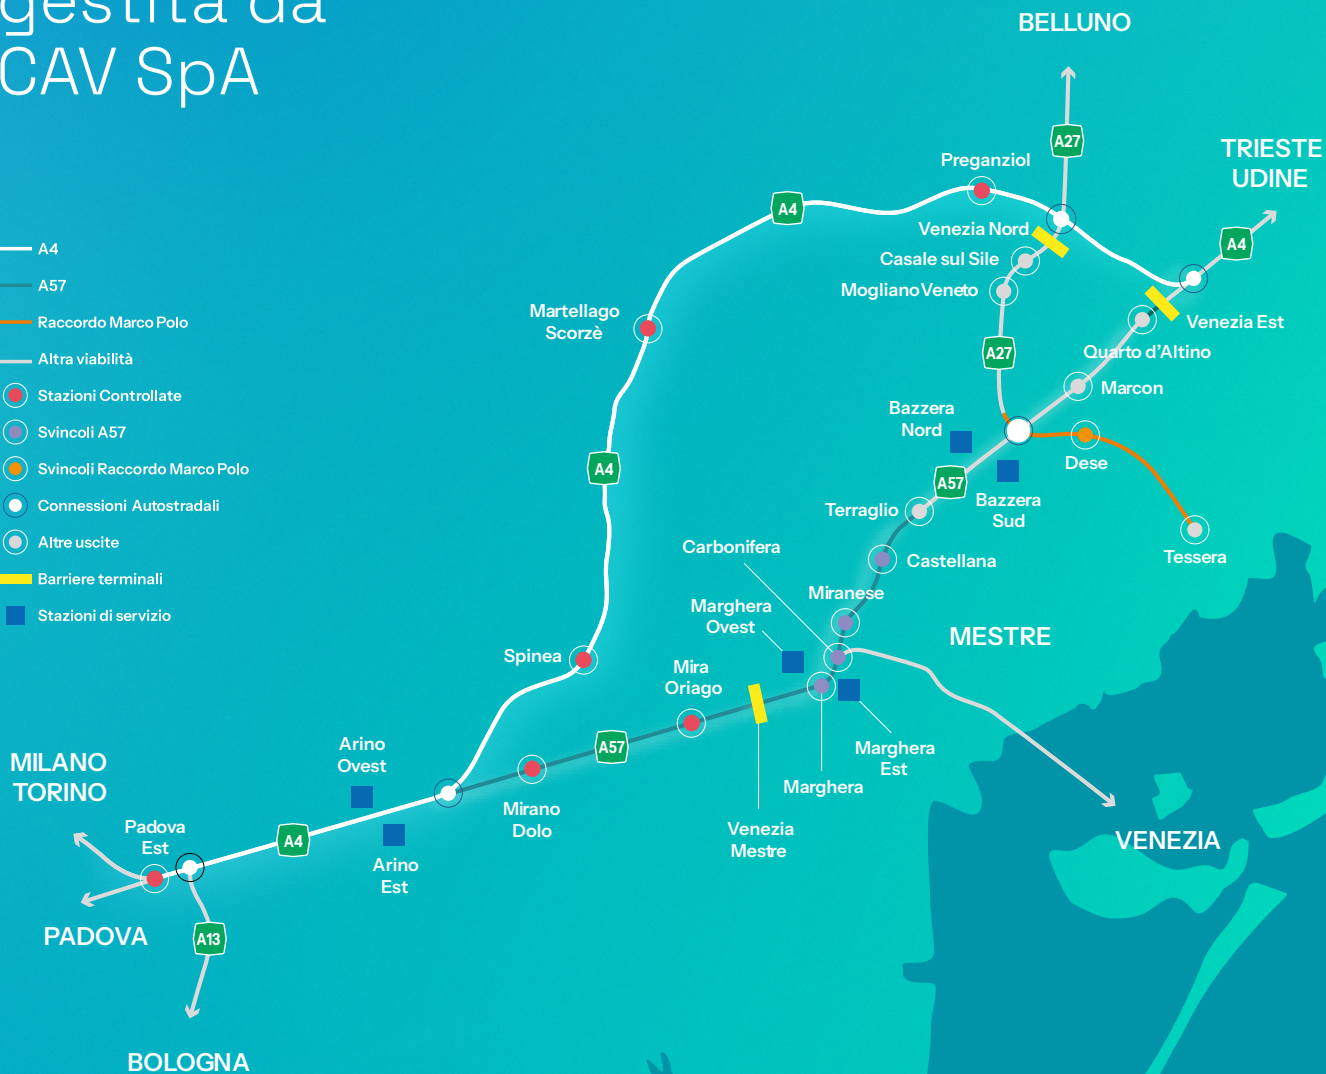 gestita da
CAV SpA
A4
A57
Raccordo Marco Polo
Altra viabilità
Stazioni Controllate
Svincoli A57
Svincoli Raccordo Marco Polo
Connessioni Autostradali
Altre uscite
Barriere terminali
Stazioni di servizio
BELLUNO
A27
TRIESTE
UDINE
A4
Preganziol
A4
Venezia Nord
Casale sul Sile
Mogliano Veneto
Venezia Est
Quarto d'Altino
Martellago
Scorzè
A27
Marcon
Bazzera
Nord
Dese
A4
A57
Bazzera
Sud
Terraglio
Carbonifera
Castellana
Tessera
Miranese
Marghera
Ovest
MESTRE
Spinea
Mira
Oriago
A57
Marghera
Est
Marghera
Arino
Ovest
MILANO
TORINO
Mirano
Dolo
Venezia
Mestre
VENEZIA
Padova
Est
A4
Arino
Est
PADOVA
A13
BOLOGNA